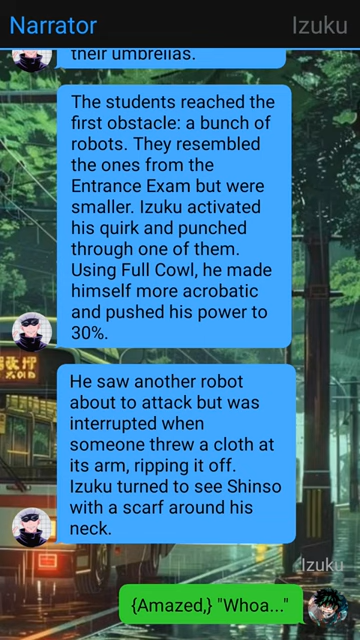 Narrator
Izuku
their umbrellas.
The students reached the
first obstacle: a bunch of
robots. They resembled
the ones from the
Entrance Exam but were
smaller. Izuku activated
his quirk and punched
through one of them.
Using Full Cowl, he made
himself more acrobatic
and pushed his power to
30%.
He saw another robot
about to attack but was
interrupted when
someone threw a cloth at
its arm, ripping it off.
Izuku turned to see Shinso
with a scarf around his
neck.
Izuku
{Amazed,} "Whoa..."